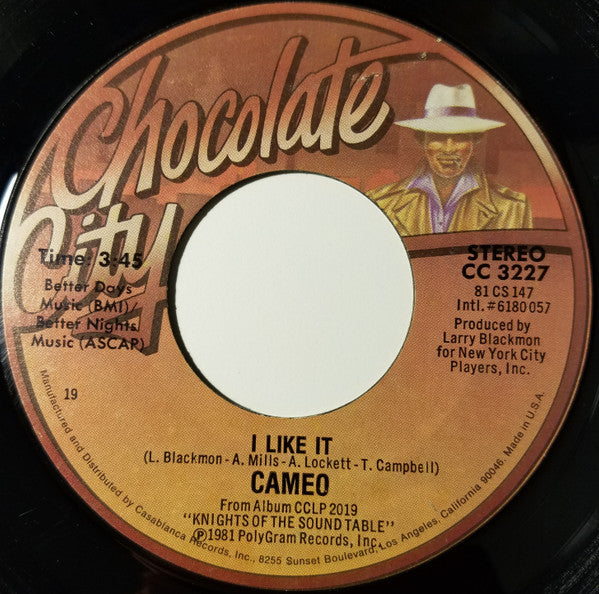 Chocolate
City
Time: 3:45
Better Days
Music (BMI)/
Better Nights
Music (ASCAP)
19
STEREO
CC 3227
81 CS 147
Intl. #6180 057
Produced by
Larry Blackmon
for New York City
Players, Inc.
I LIKE IT
(L. Blackmon - A. Mills - A. Lockett - T. Campbell)
CAMEO
From Album CCLP 2019
"KNIGHTS OF THE SOUND TABLE"
Ⓟ1981 PolyGram Records, Inc.
Manufactured and Distributed by Casablanca Records, Inc., 8255 Sunset Boulevard, Los Angeles, California 90046. Made in U.S.A.